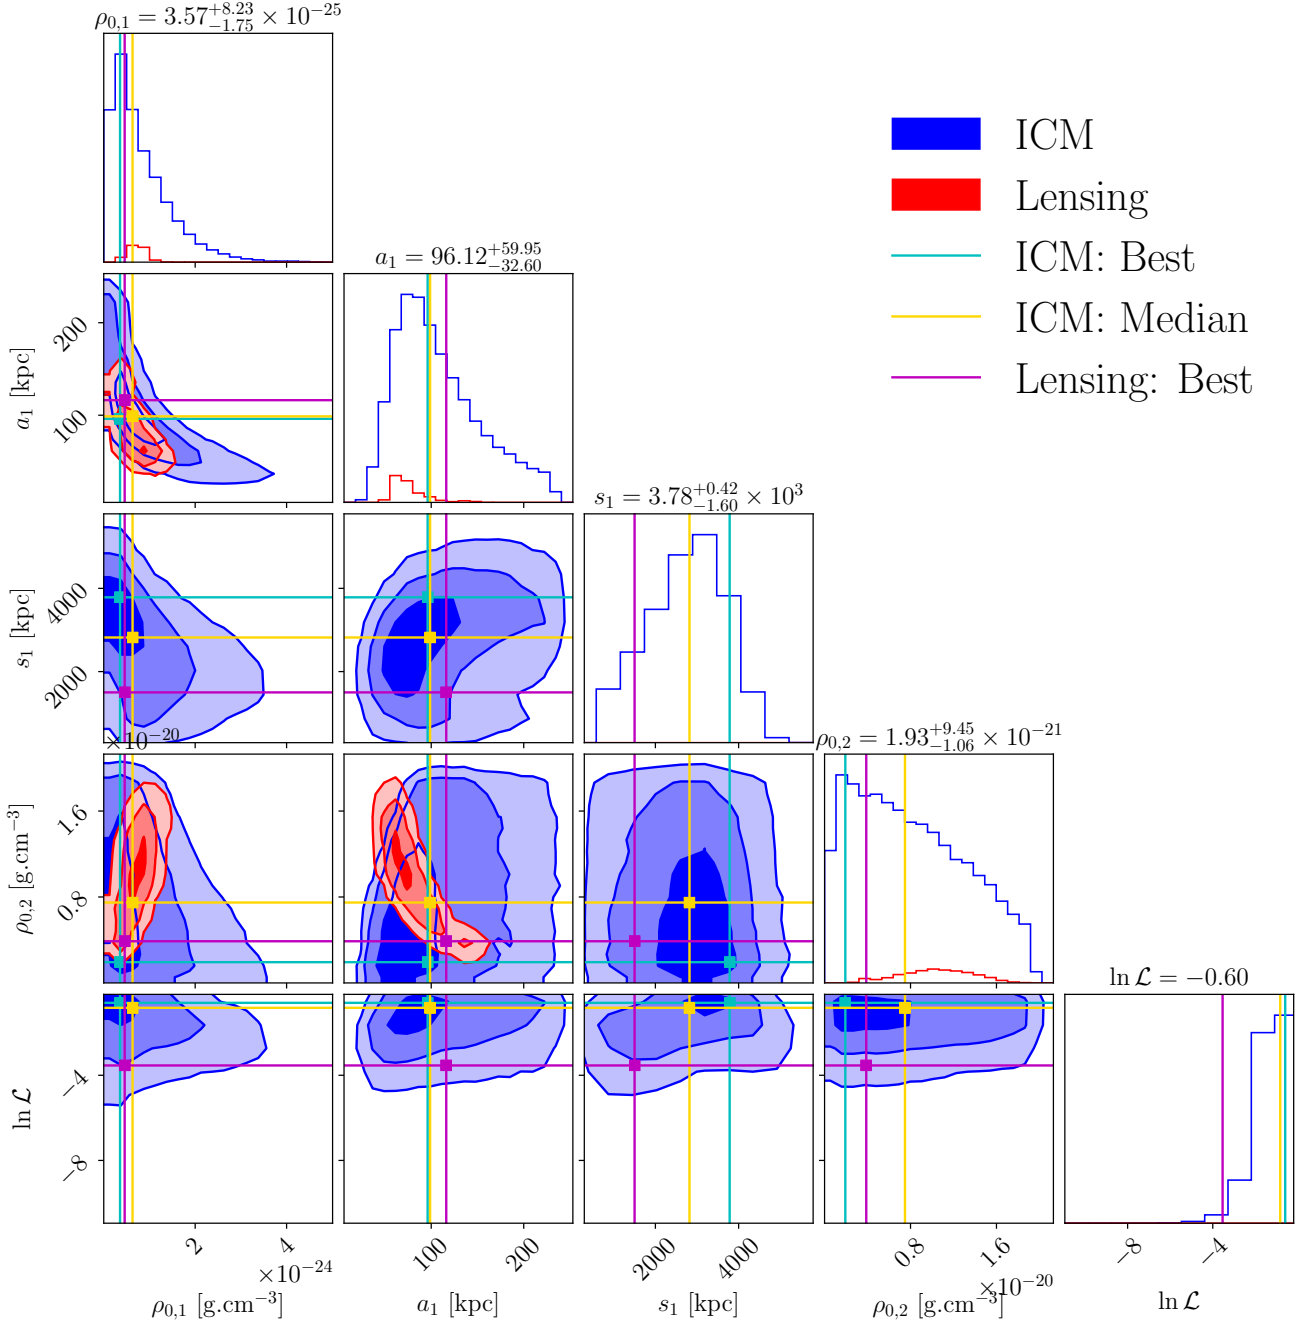 ρ₀,₁ = 3.57^{+8.23}_{−1.75} × 10^{−25}
ICM
Lensing
ICM: Best
ICM: Median
Lensing: Best
a₁ = 96.12^{+59.95}_{−32.60}
200
100
a₁ [kpc]
s₁ = 3.78^{+0.42}_{−1.60} × 10³
4000
2000
s₁ [kpc]
×10^{−20}
ρ₀,₂ = 1.93^{+9.45}_{−1.06} × 10^{−21}
1.6
0.8
ρ₀,₂ [g.cm^{−3}]
ln ℒ = −0.60
−4
−8
ln ℒ
2 4
×10^{−24}
ρ₀,₁ [g.cm^{−3}]
100 200
a₁ [kpc]
2000 4000
s₁ [kpc]
0.8 1.6
×10^{−20}
ρ₀,₂ [g.cm^{−3}]
−8 −4
ln ℒ